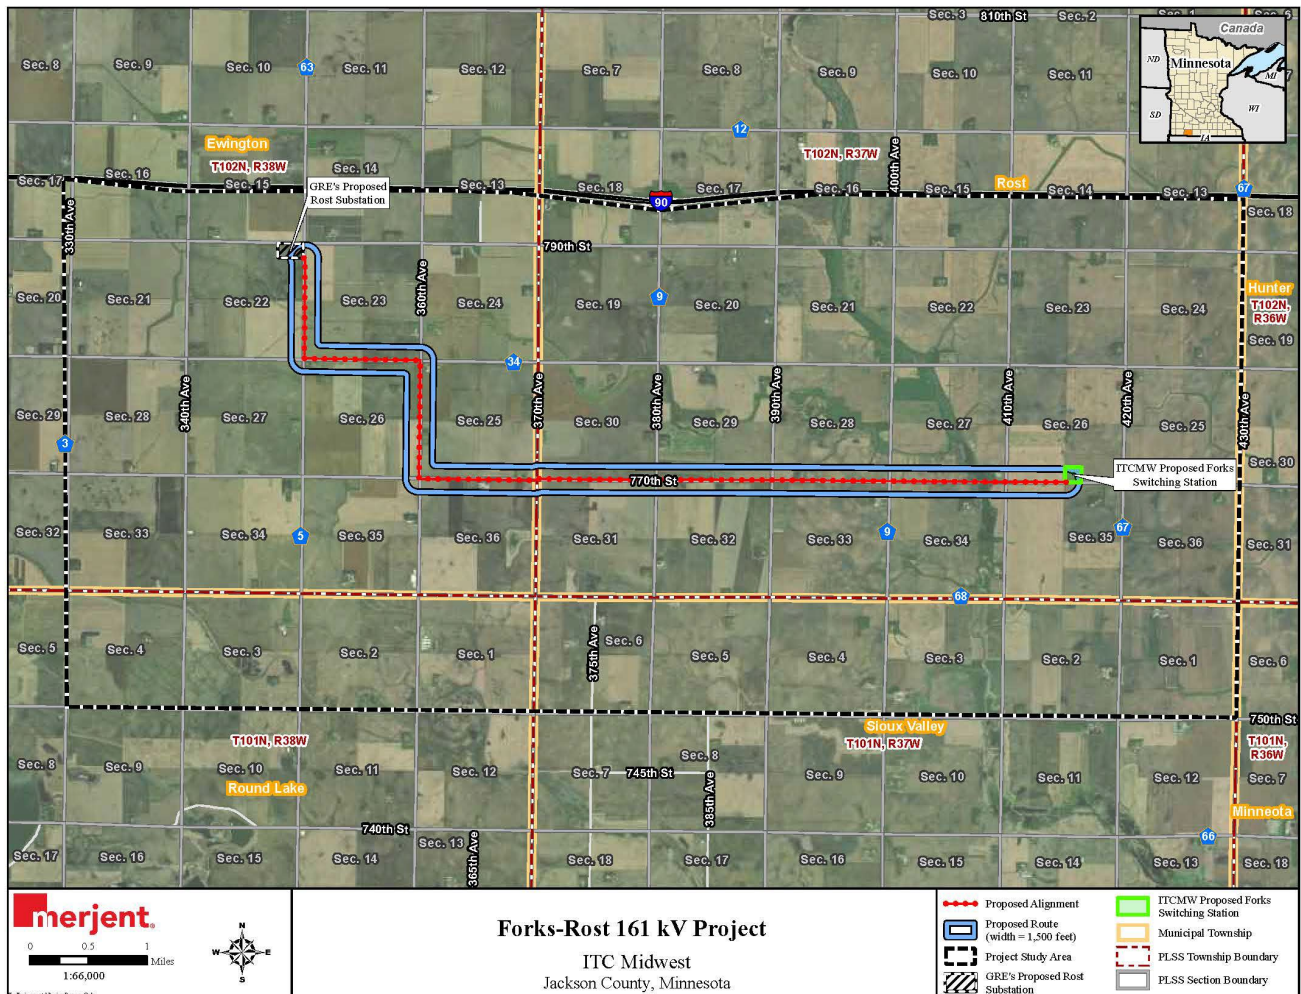 Sec. 3
810th St
Sec. 2
Sec. 6
Canada
ND
Minnesota
MI
SD
WI
IA
Sec. 8
Sec. 9
Sec. 10
63
Sec. 11
Sec. 12
Sec. 7
Sec. 8
Sec. 9
Sec. 10
Sec. 11
12
Ewington
T102N, R38W
T102N, R37W
400th Ave
Sec. 17
Sec. 16
Sec. 15
Sec. 14
Sec. 13
Sec. 18
Sec. 17
Sec. 16
Sec. 15
Rost
Sec. 14
Sec. 13
67
Sec. 18
90
GRE's Proposed
Rost Substation
330th Ave
790th St
360th Ave
Sec. 20
Sec. 21
Sec. 22
Sec. 23
Sec. 24
Sec. 19
9
Sec. 20
Sec. 21
Sec. 22
Sec. 23
Sec. 24
Hunter
T102N,
R36W
Sec. 19
34
340th Ave
370th Ave
380th Ave
390th Ave
410th Ave
420th Ave
430th Ave
Sec. 29
Sec. 28
Sec. 27
Sec. 26
Sec. 25
Sec. 30
Sec. 29
Sec. 28
Sec. 27
Sec. 26
Sec. 25
Sec. 30
3
770th St
ITCMW Proposed Forks
Switching Station
Sec. 32
Sec. 33
Sec. 34
5
Sec. 35
Sec. 36
Sec. 31
Sec. 32
Sec. 33
9
Sec. 34
Sec. 35
67
Sec. 36
Sec. 31
68
Sec. 5
Sec. 4
Sec. 3
Sec. 2
Sec. 1
375th Ave
Sec. 6
Sec. 5
Sec. 4
Sec. 3
Sec. 2
Sec. 1
Sec. 6
750th St
Sioux Valley
T101N, R38W
T101N, R37W
T101N,
R36W
Sec. 8
Sec. 9
Sec. 10
Sec. 11
Sec. 12
Sec. 7
745th St
Sec. 8
385th Ave
Sec. 9
Sec. 10
Sec. 11
Sec. 12
Sec. 7
Round Lake
Minneota
740th St
66
Sec. 17
Sec. 16
Sec. 15
Sec. 14
Sec. 13
365th Ave
Sec. 18
Sec. 17
Sec. 16
Sec. 15
Sec. 14
Sec. 13
Sec. 18
merjent
0 0.5 1
Miles
1:66,000
N
W E
S
Forks-Rost 161 kV Project
ITC Midwest
Jackson County, Minnesota
Proposed Alignment
Proposed Route
(width = 1,500 feet)
Project Study Area
GRE's Proposed Rost
Substation
ITCMW Proposed Forks
Switching Station
Municipal Township
PLSS Township Boundary
PLSS Section Boundary